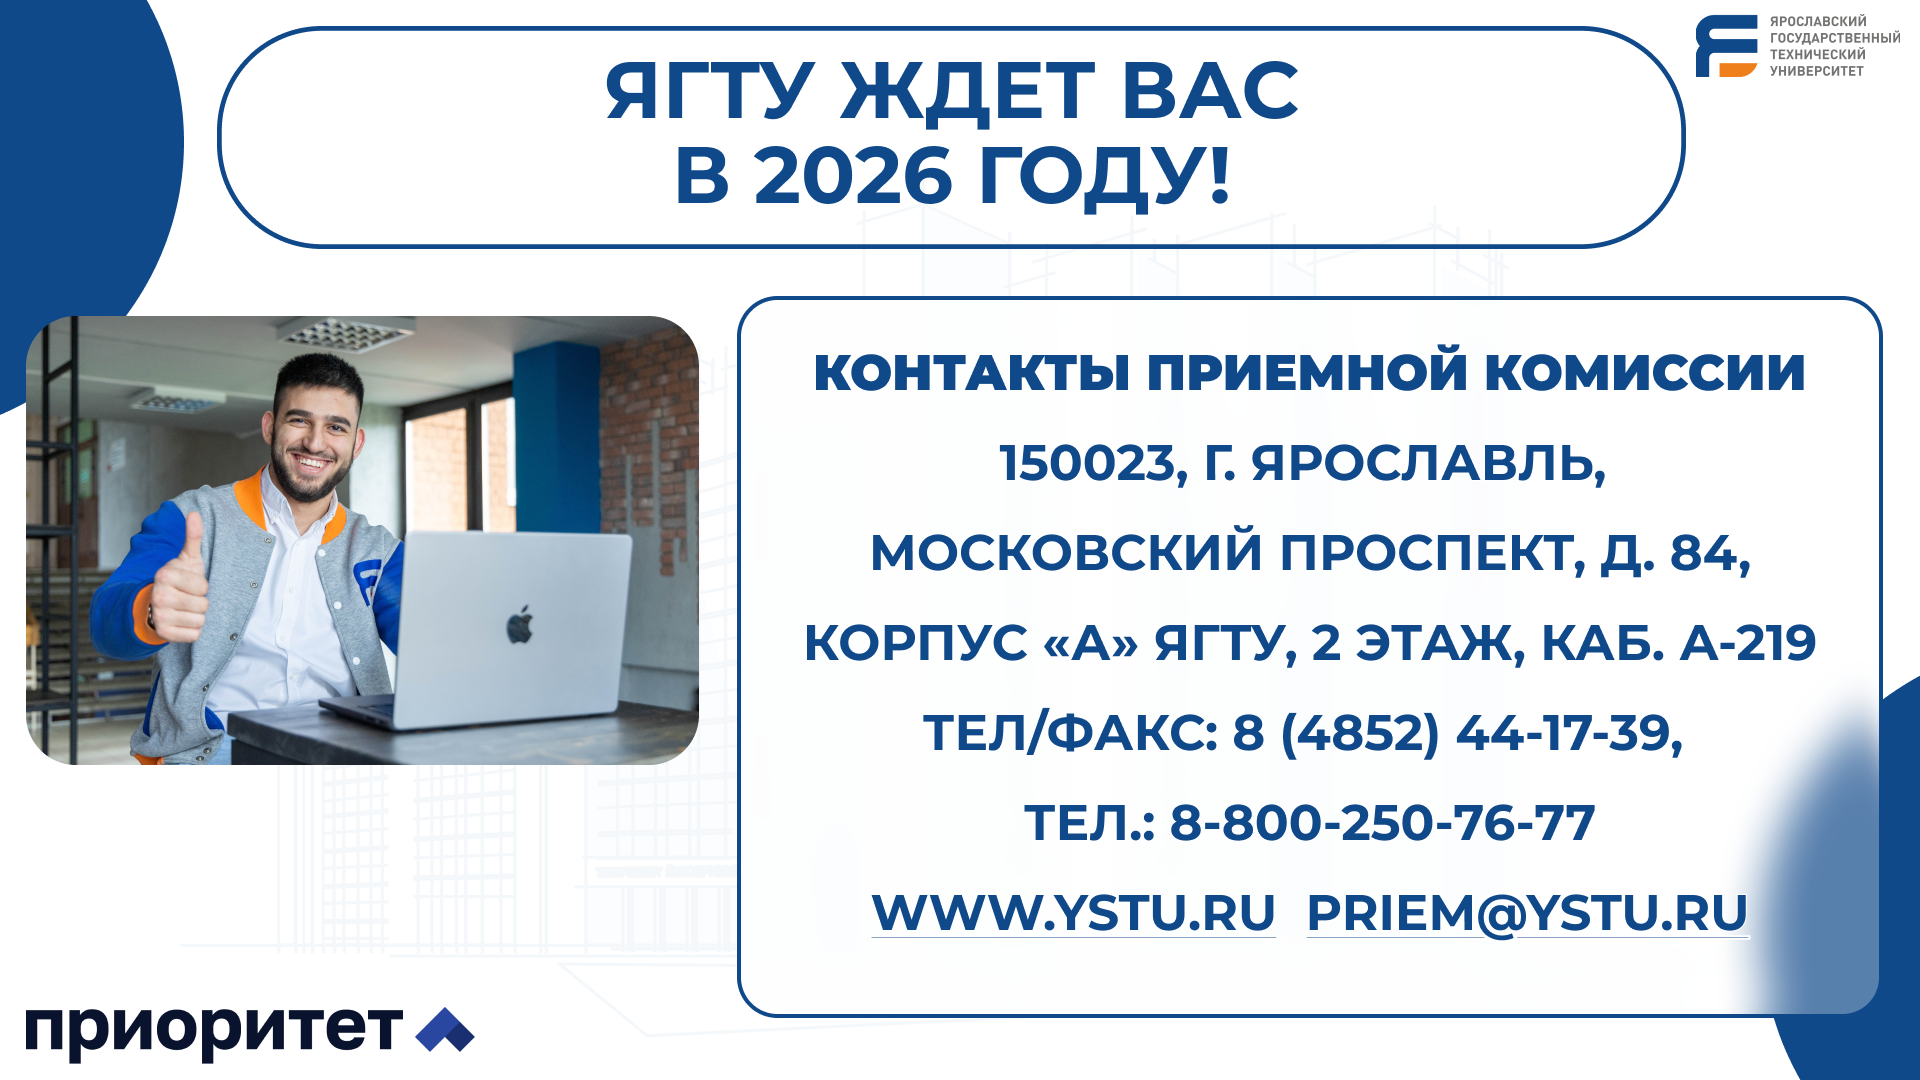 ЯГТУ ЖДЕТ ВАС
В 2026 ГОДУ!
ЯРОСЛАВСКИЙ
ГОСУДАРСТВЕННЫЙ
ТЕХНИЧЕСКИЙ
УНИВЕРСИТЕТ
КОНТАКТЫ ПРИЕМНОЙ КОМИССИИ
150023, Г. ЯРОСЛАВЛЬ,
МОСКОВСКИЙ ПРОСПЕКТ, Д. 84,
КОРПУС «А» ЯГТУ, 2 ЭТАЖ, КАБ. А-219
ТЕЛ/ФАКС: 8 (4852) 44-17-39,
ТЕЛ.: 8-800-250-76-77
WWW.YSTU.RU PRIEM@YSTU.RU
приоритет